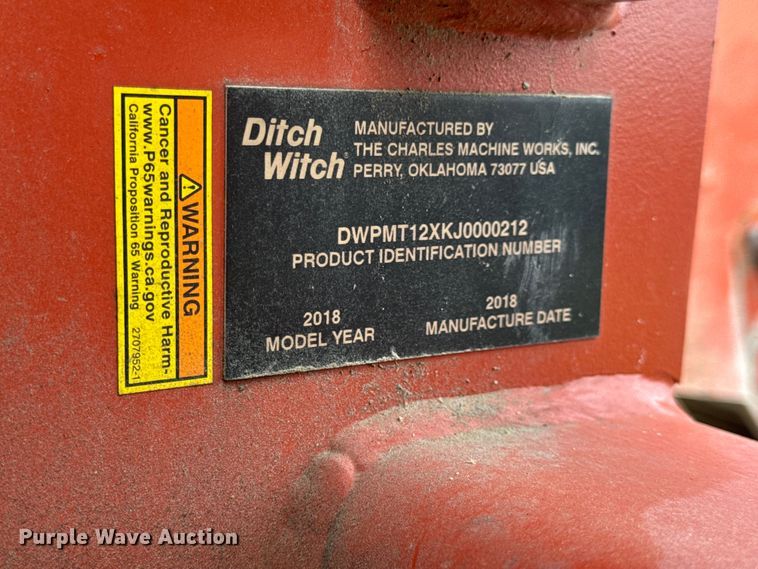 WARNING
Cancer and Reproductive Harm-
www.P65warnings.ca.gov
California Proposition 65 Warning 2707952-1
Ditch
Witch®
MANUFACTURED BY
THE CHARLES MACHINE WORKS, INC.
PERRY, OKLAHOMA 73077 USA
DWPMT12XKJ0000212
PRODUCT IDENTIFICATION NUMBER
2018
MODEL YEAR
2018
MANUFACTURE DATE
Purple Wave Auction